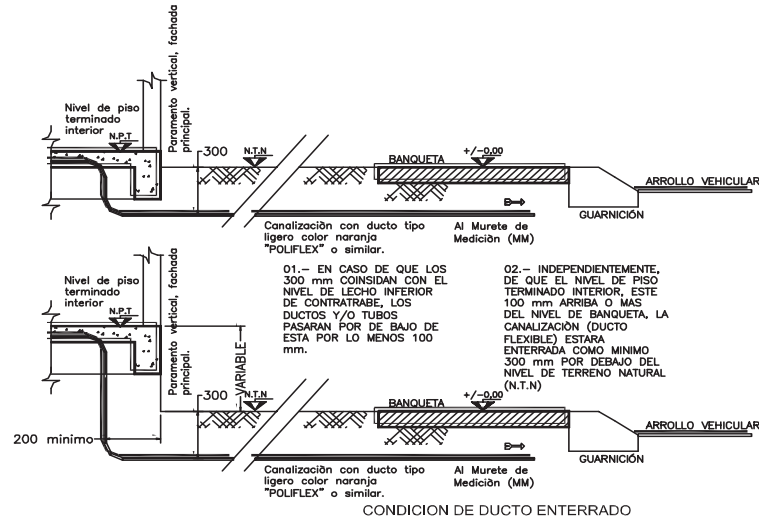 Nivel de piso
terminado
interior
N.P.T
Paramento vertical, fachada
principal.
300
N.T.N
BANQUETA
+/-0,00
ARROLLO VEHICULAR
GUARNICIÓN
Canalizaciòn con ducto tipo
ligero color naranja
"POLIFLEX" o similar.
Al Murete de
Mediciòn (MM)
01.- EN CASO DE QUE LOS
300 mm COINSIDAN CON EL
NIVEL DE LECHO INFERIOR
DE CONTRATRABE, LOS
DUCTOS Y/O TUBOS
PASARAN POR DE BAJO DE
ESTA POR LO MENOS 100
mm.
02.- INDEPENDIENTEMENTE,
DE QUE EL NIVEL DE PISO
TERMINADO INTERIOR, ESTE
100 mm ARRIBA O MAS
DEL NIVEL DE BANQUETA, LA
CANALIZACIÒN (DUCTO
FLEXIBLE) ESTARA
ENTERRADA COMO MINIMO
300 mm POR DEBAJO DEL
NIVEL DE TERRENO NATURAL
(N.T.N)
Nivel de piso
terminado
interior
N.P.T
Paramento vertical, fachada
principal.
VARIABLE
300
N.T.N
BANQUETA
+/-0,00
ARROLLO VEHICULAR
200 minimo
GUARNICIÓN
Canalizaciòn con ducto tipo
ligero color naranja
"POLIFLEX" o similar.
Al Murete de
Mediciòn (MM)
CONDICION DE DUCTO ENTERRADO